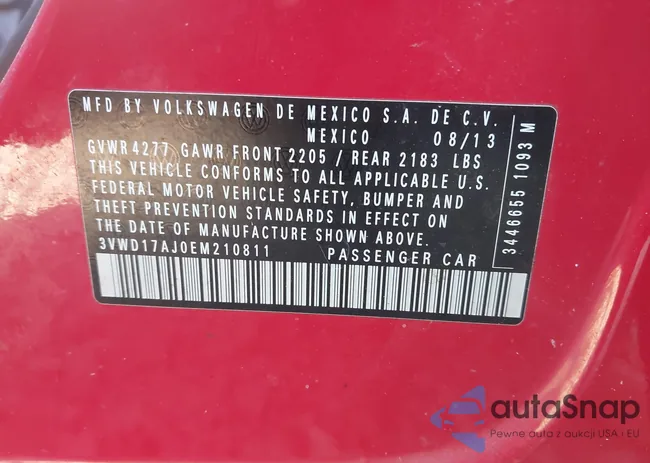 MFD BY VOLKSWAGEN DE MEXICO S.A. DE C.V.
MEXICO 08/13
GVWR 4277 GAWR FRONT 2205 / REAR 2183 LBS
THIS VEHICLE CONFORMS TO ALL APPLICABLE U.S.
FEDERAL MOTOR VEHICLE SAFETY, BUMPER AND
THEFT PREVENTION STANDARDS IN EFFECT ON
THE DATE OF MANUFACTURE SHOWN ABOVE.
3VWD17AJ0EM210811 PASSENGER CAR
3446655 1093 M
autoSnap
Pewne auta z aukcji USA i EU